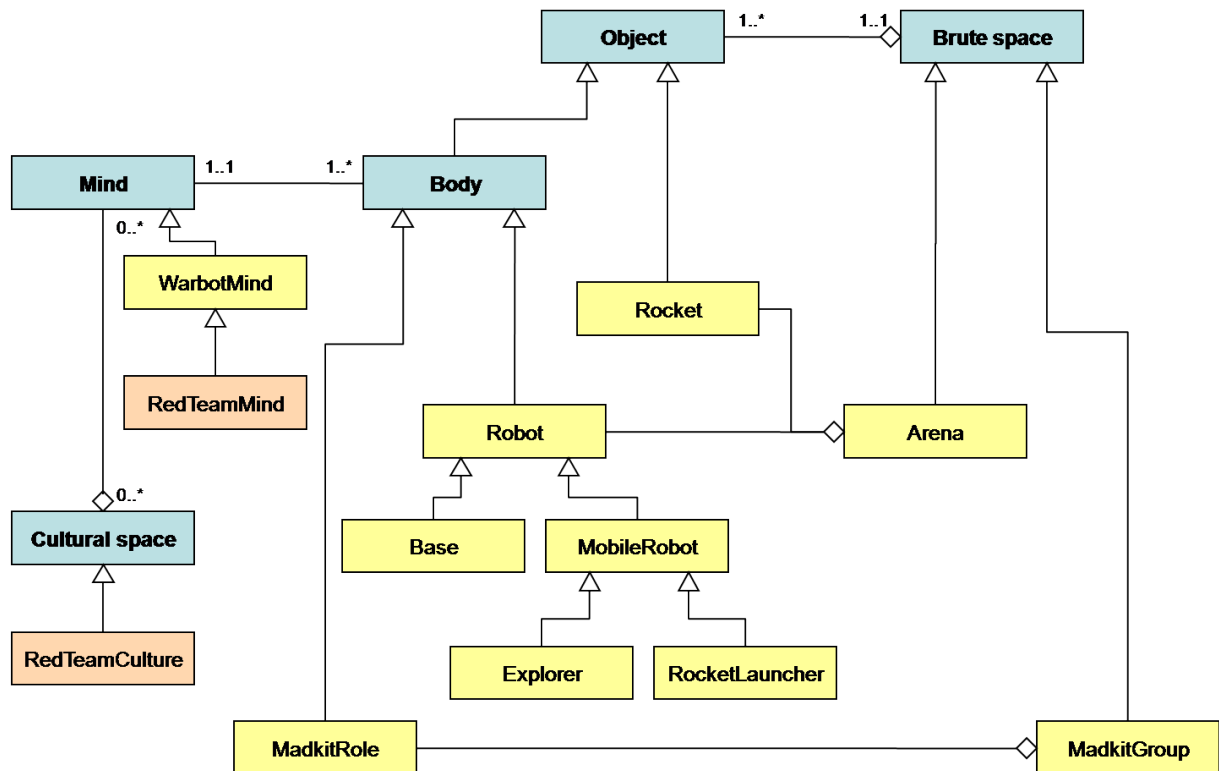 Object
1..*
1..1
Brute space
Mind
1..1
1..*
Body
0..*
WarbotMind
Rocket
RedTeamMind
Robot
Arena
0..*
Cultural space
Base
MobileRobot
RedTeamCulture
Explorer
RocketLauncher
MadkitRole
MadkitGroup